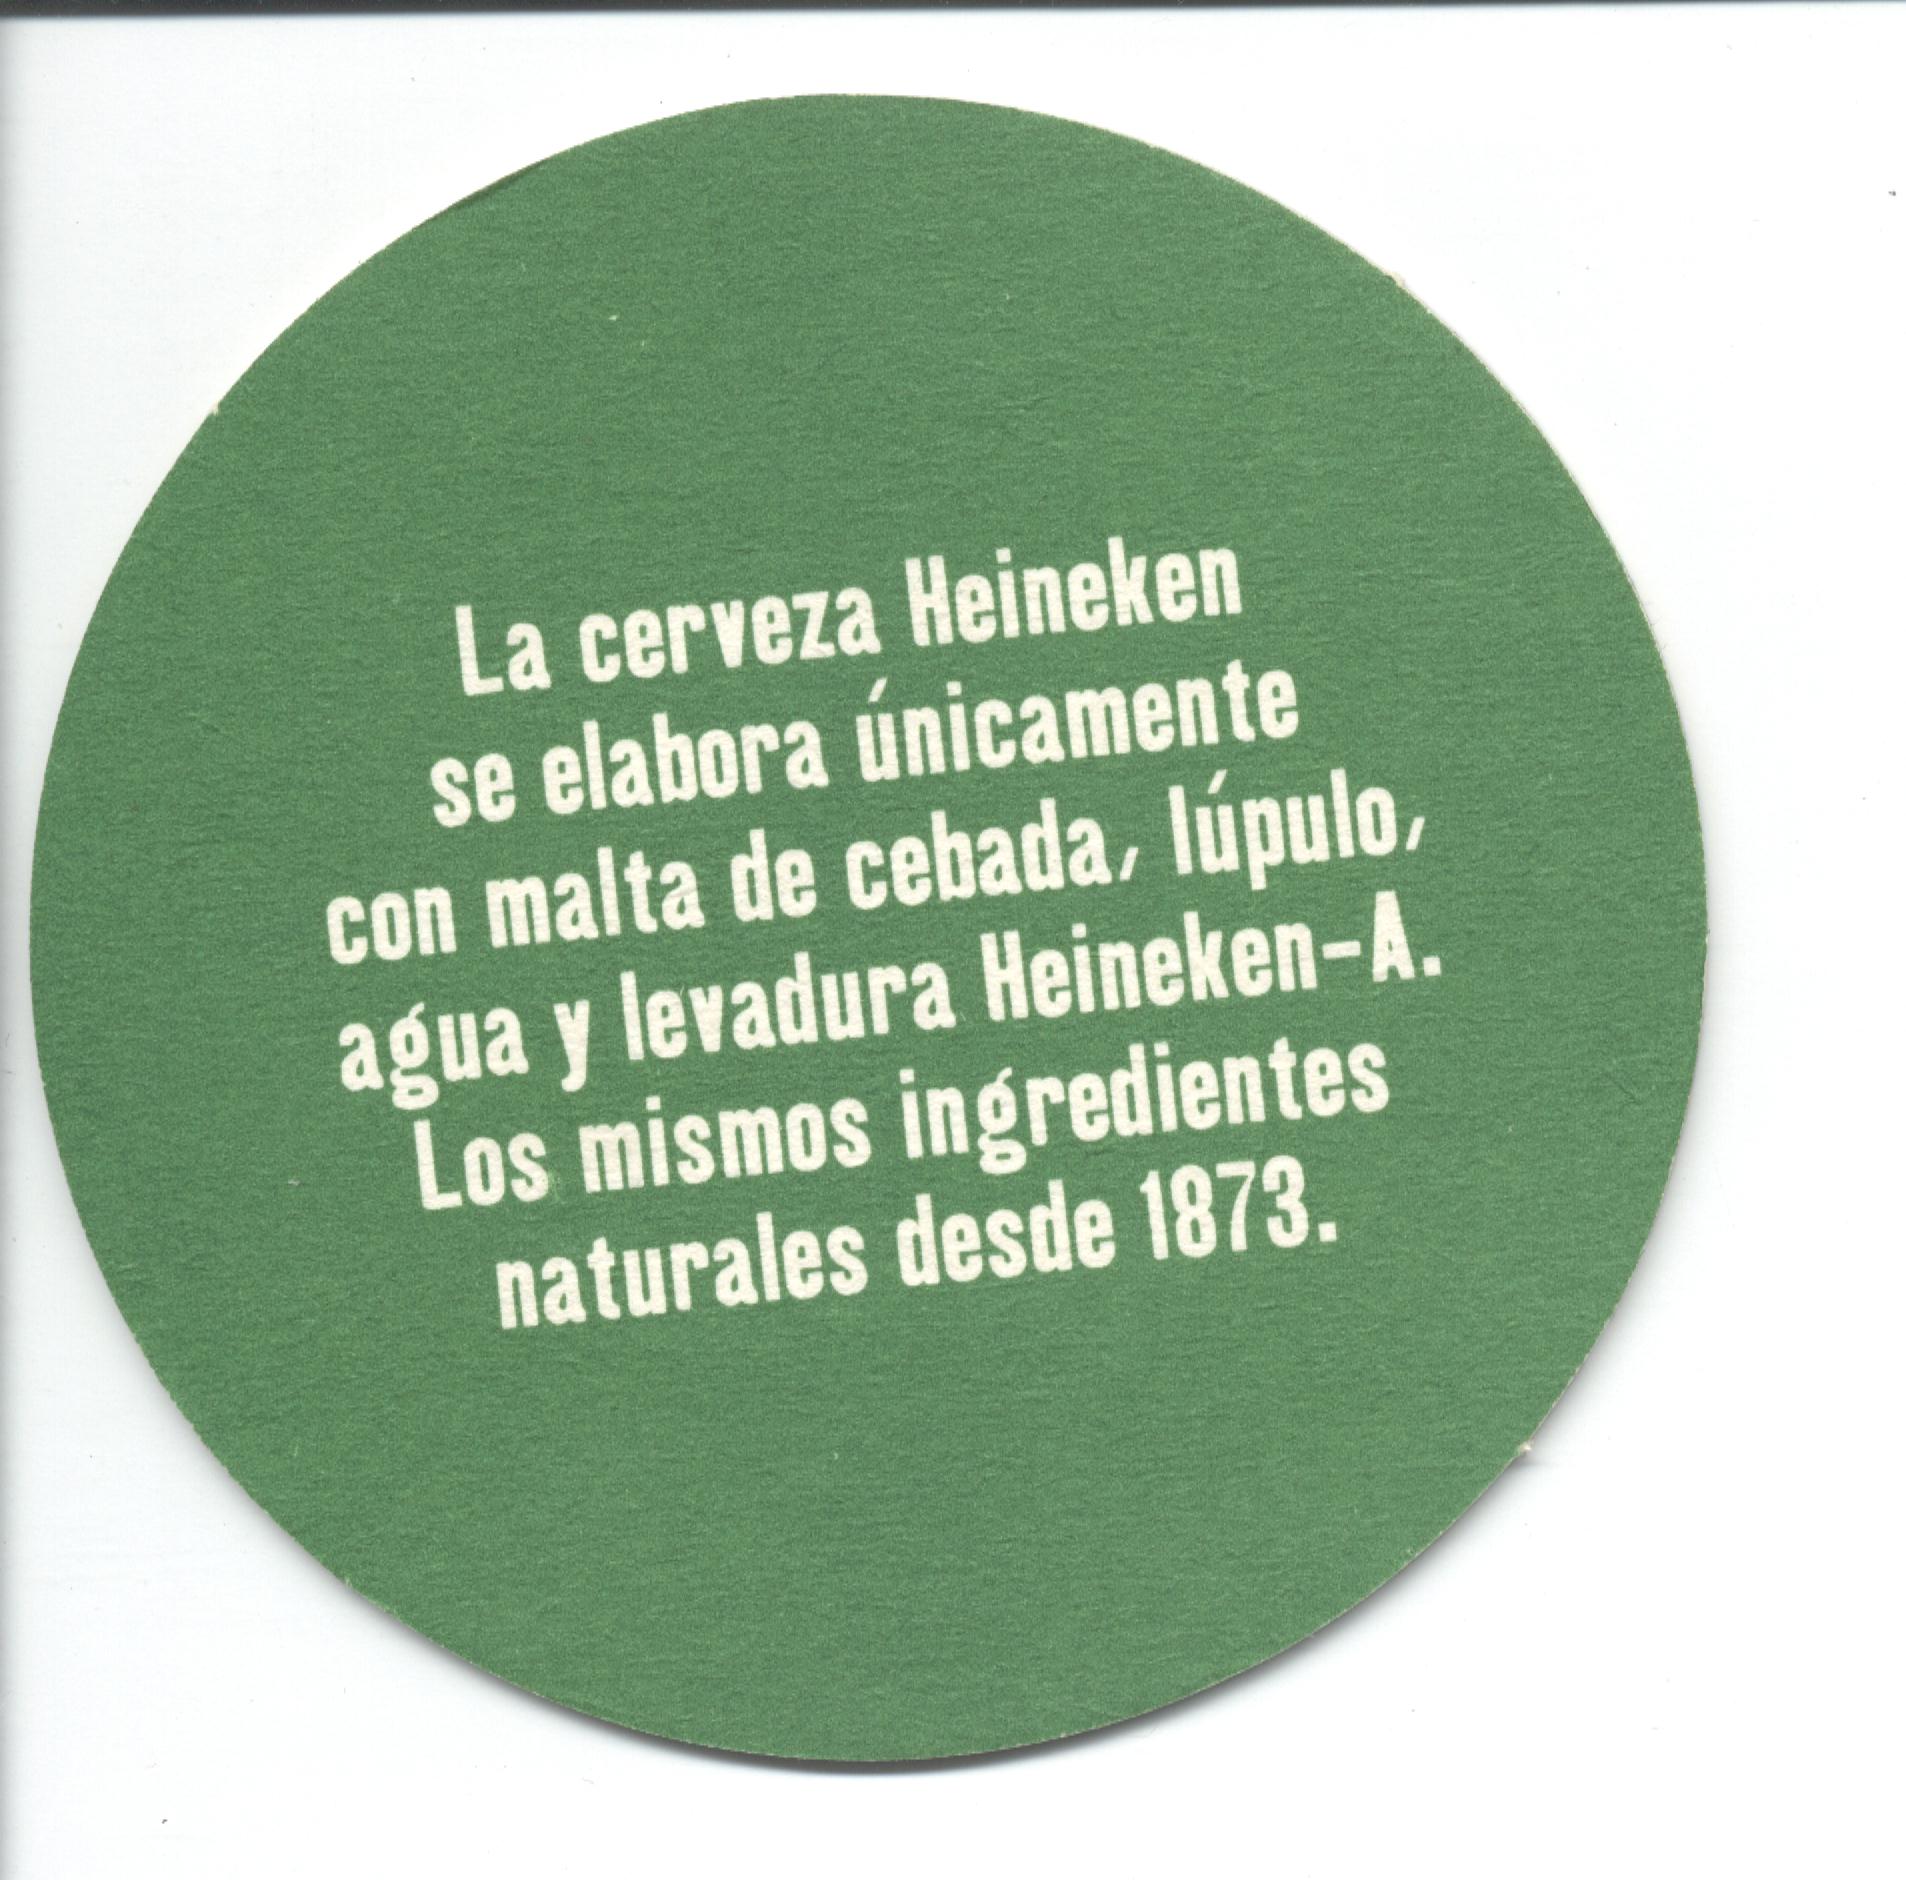 La cerveza Heineken
se elabora únicamente
con malta de cebada, lúpulo,
agua y levadura Heineken-A.
Los mismos ingredientes
naturales desde 1873.